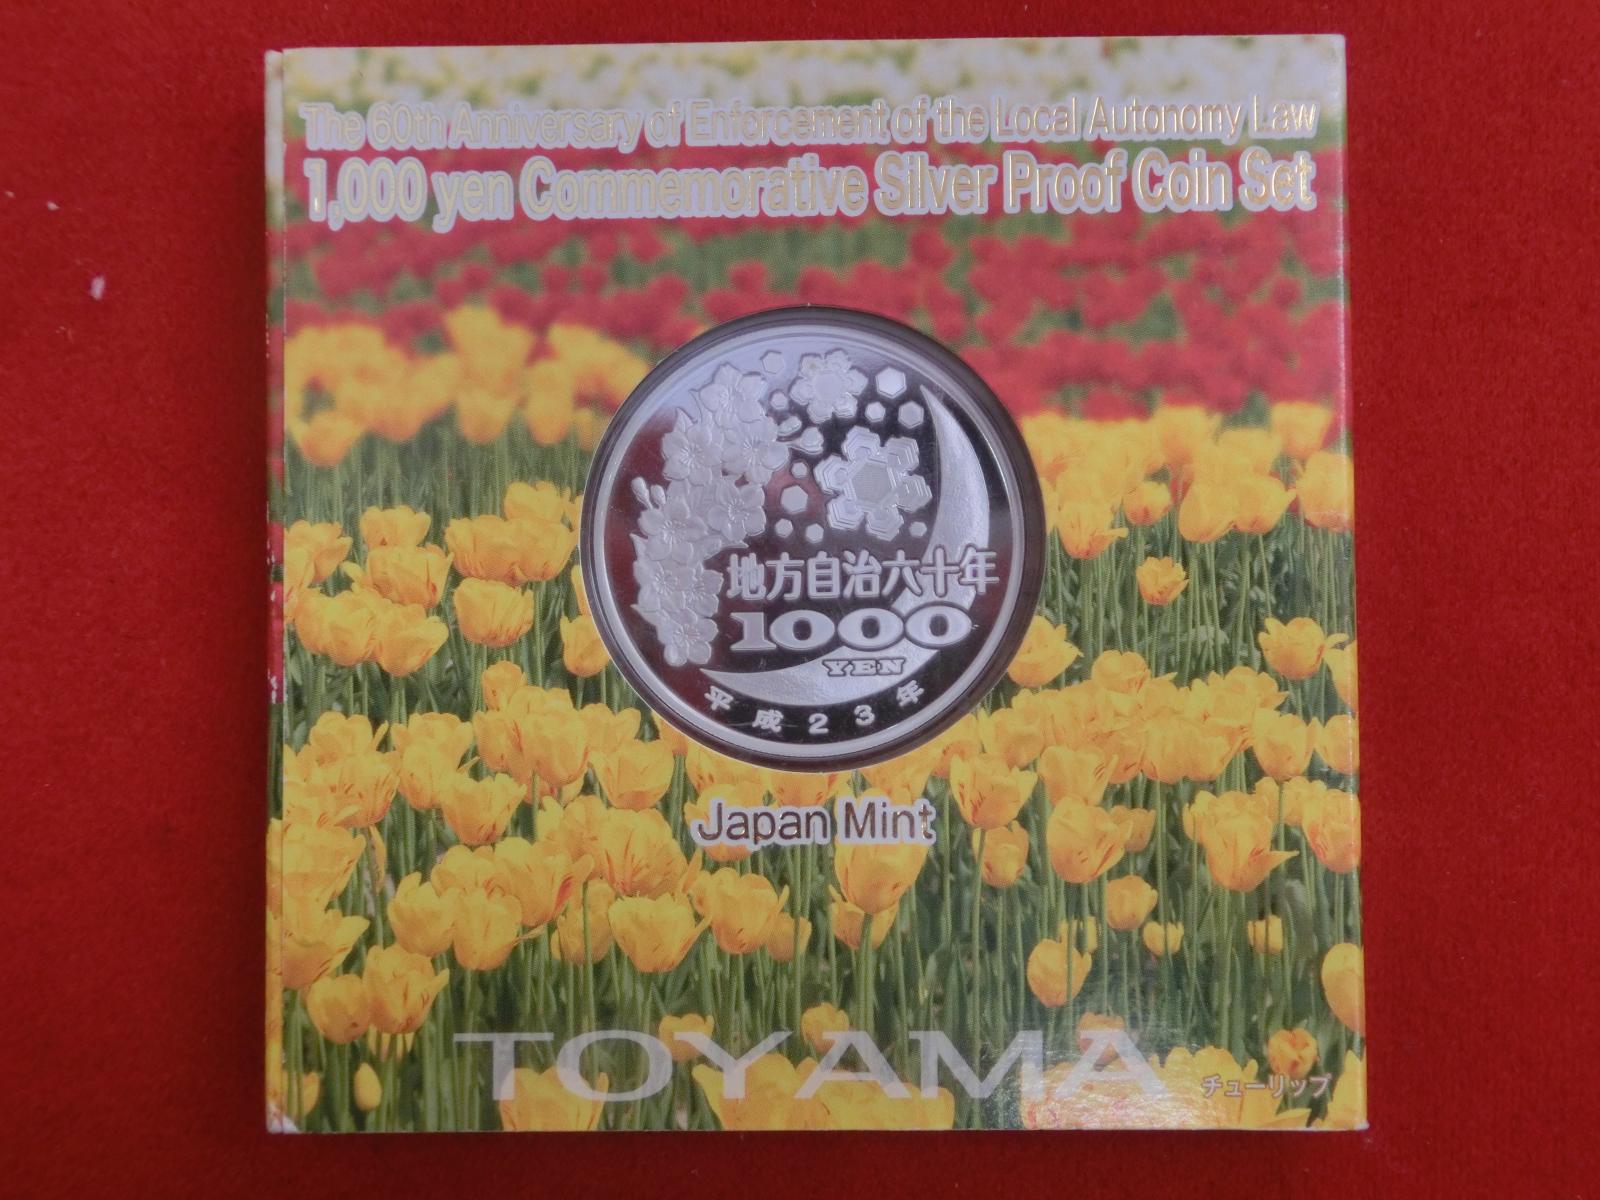 The 60th Anniversary of Enforcement of the Local Autonomy Law
1,000 yen Commemorative Silver Proof Coin Set
地方自治六十年
1000
YEN
平成23年
Japan Mint
TOYAMA
チューリップ